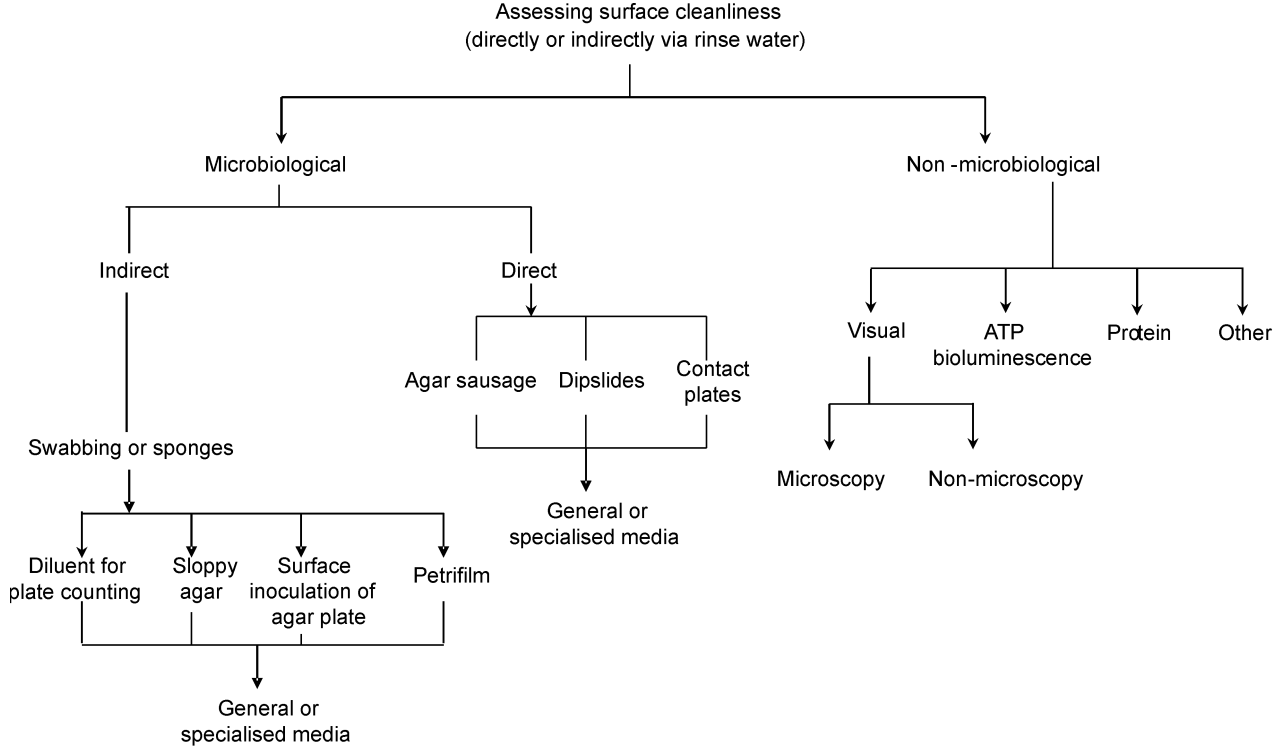 Assessing surface cleanliness
(directly or indirectly via rinse water)
Microbiological
Non -microbiological
Indirect
Direct
Visual
ATP
bioluminescence
Protein
Other
Agar sausage
Dipslides
Contact
plates
Swabbing or sponges
Microscopy
Non-microscopy
General or
specialised media
Diluent for
plate counting
Sloppy
agar
Surface
inoculation of
agar plate
Petrifilm
General or
specialised media